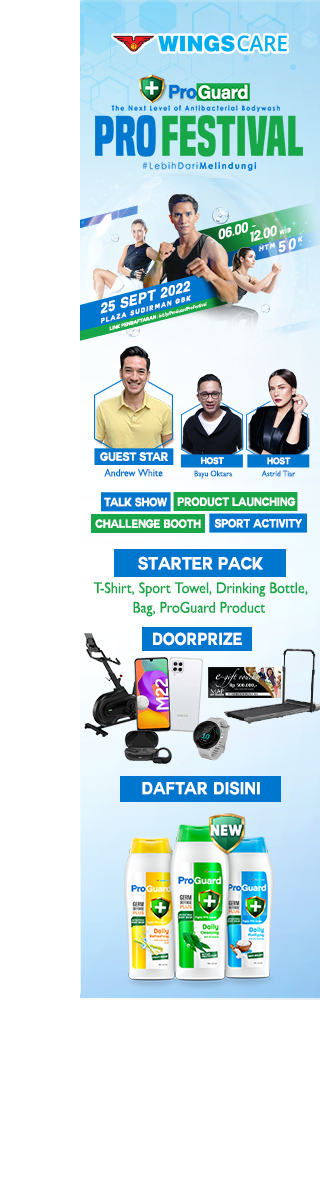 WINGSCARE
ProGuard
The Next Level of Antibacterial Bodywash
PRO FESTIVAL
#LebihDariMelindungi
06.00 -
12.00 WIB
HTM 50K
25 SEPT 2022
PLAZA SUDIRMAN GBK
LINK PENDAFTARAN : bit.ly/ProGuardProFestival
GUEST STAR
Andrew White
HOST
Bayu Oktara
HOST
Astrid Tiar
TALK SHOW
PRODUCT LAUNCHING
CHALLENGE BOOTH
SPORT ACTIVITY
STARTER PACK
T-Shirt, Sport Towel, Drinking Bottle,
Bag, ProGuard Product
DOORPRIZE
M22
e-gift voucher
Rp 500.000,-
MAP
DAFTAR DISINI
NEW
ProGuard
GERM
DEFENSE
PLUS
Daily
Refreshing
ProGuard
GERM
DEFENSE
PLUS
Daily
Cleansing
ProGuard
GERM
DEFENSE
PLUS
Daily
Purifying